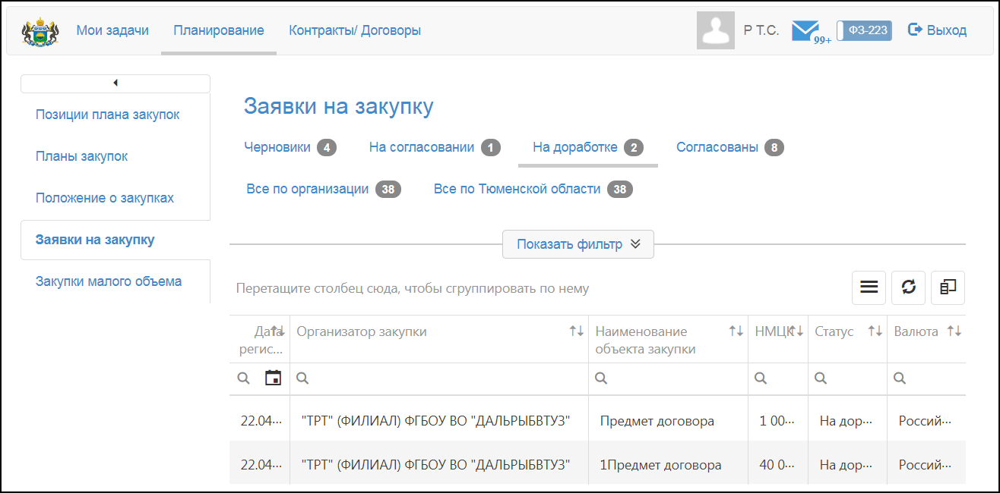 Мои задачи Планирование Контракты/ Договоры Р Т.С. 99+ ФЗ-223 Выход
Позиции плана закупок
Планы закупок
Положение о закупках
Заявки на закупку
Закупки малого объема
Заявки на закупку
Черновики 4 На согласовании 1 На доработке 2 Согласованы 8
Все по организации 38 Все по Тюменской области 38
Показать фильтр
Перетащите столбец сюда, чтобы сгруппировать по нему
Дата Организатор закупки Наименование НМЦК Статус Валюта
регис... объекта закупки
22.04... "ТРТ" (ФИЛИАЛ) ФГБОУ ВО "ДАЛЬРЫБВТУЗ" Предмет договора 1 00... На дор... Россий...
22.04... "ТРТ" (ФИЛИАЛ) ФГБОУ ВО "ДАЛЬРЫБВТУЗ" 1Предмет договора 40 0... На дор... Россий...